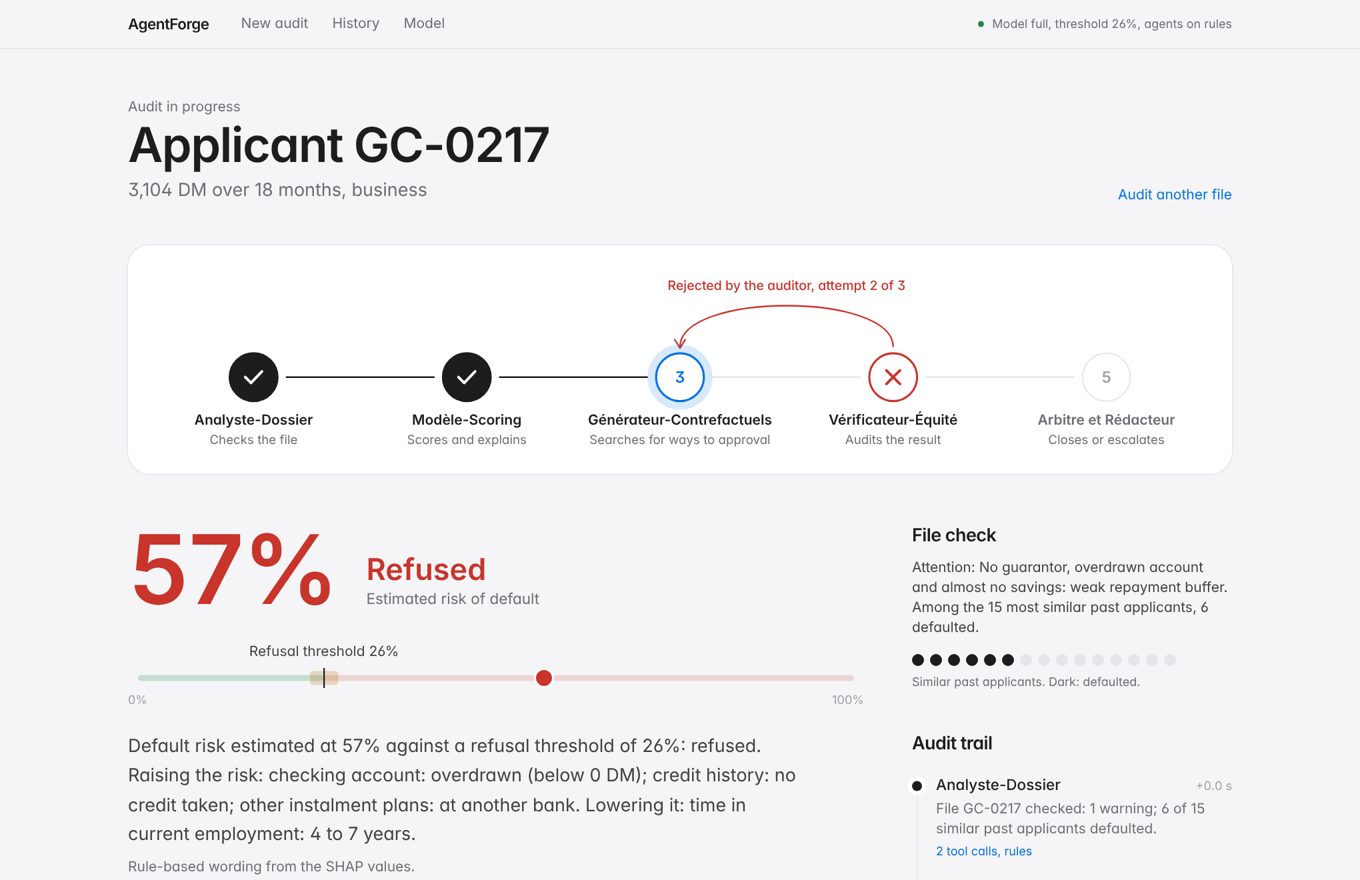 AgentForge
New audit
History
Model
Model full, threshold 26%, agents on rules
Audit in progress
Applicant GC-0217
3,104 DM over 18 months, business
Audit another file
Rejected by the auditor, attempt 2 of 3
3
5
Analyste-Dossier
Checks the file
Modèle-Scoring
Scores and explains
Générateur-Contrefactuels
Searches for ways to approval
Vérificateur-Équité
Audits the result
Arbitre et Rédacteur
Closes or escalates
57%
Refused
Estimated risk of default
Refusal threshold 26%
0%
100%
Default risk estimated at 57% against a refusal threshold of 26%: refused.
Raising the risk: checking account: overdrawn (below 0 DM); credit history: no
credit taken; other instalment plans: at another bank. Lowering it: time in
current employment: 4 to 7 years.
Rule-based wording from the SHAP values.
File check
Attention: No guarantor, overdrawn account
and almost no savings: weak repayment buffer.
Among the 15 most similar past applicants, 6
defaulted.
Similar past applicants. Dark: defaulted.
Audit trail
Analyste-Dossier
+0.0 s
File GC-0217 checked: 1 warning; 6 of 15
similar past applicants defaulted.
2 tool calls, rules